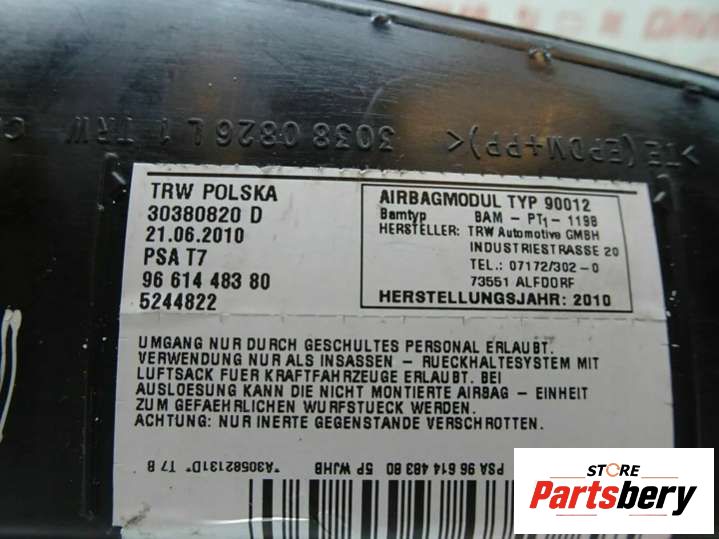 3038 0826 L 1 TRW
>TE(EPDM+PP)<
TRW POLSKA
30380820 D
21.06.2010
PSA T7
96 614 483 80
5244822
AIRBAGMODUL TYP 90012
Bamtyp BAM – PT1– 1198
HERSTELLER: TRW Automotive GMBH
INDUSTRIESTRASSE 20
TEL.: 07172/302–0
73551 ALFDORF
HERSTELLUNGSJAHR: 2010
UMGANG NUR DURCH GESCHULTES PERSONAL ERLAUBT.
VERWENDUNG NUR ALS INSASSEN – RUECKHALTESYSTEM MIT
LUFTSACK FUER KRAFTFAHRZEUGE ERLAUBT. BEI
AUSLOESUNG KANN DIE NICHT MONTIERTE AIRBAG – EINHEIT
ZUM GEFAEHRLICHEN WURFSTUECK WERDEN.
ACHTUNG: NUR INERTE GEGENSTANDE VERSCHROTTEN.
*A30582131D* T7 B
PSA 96 614 483 80 5P WJHB
STORE
Partsbery